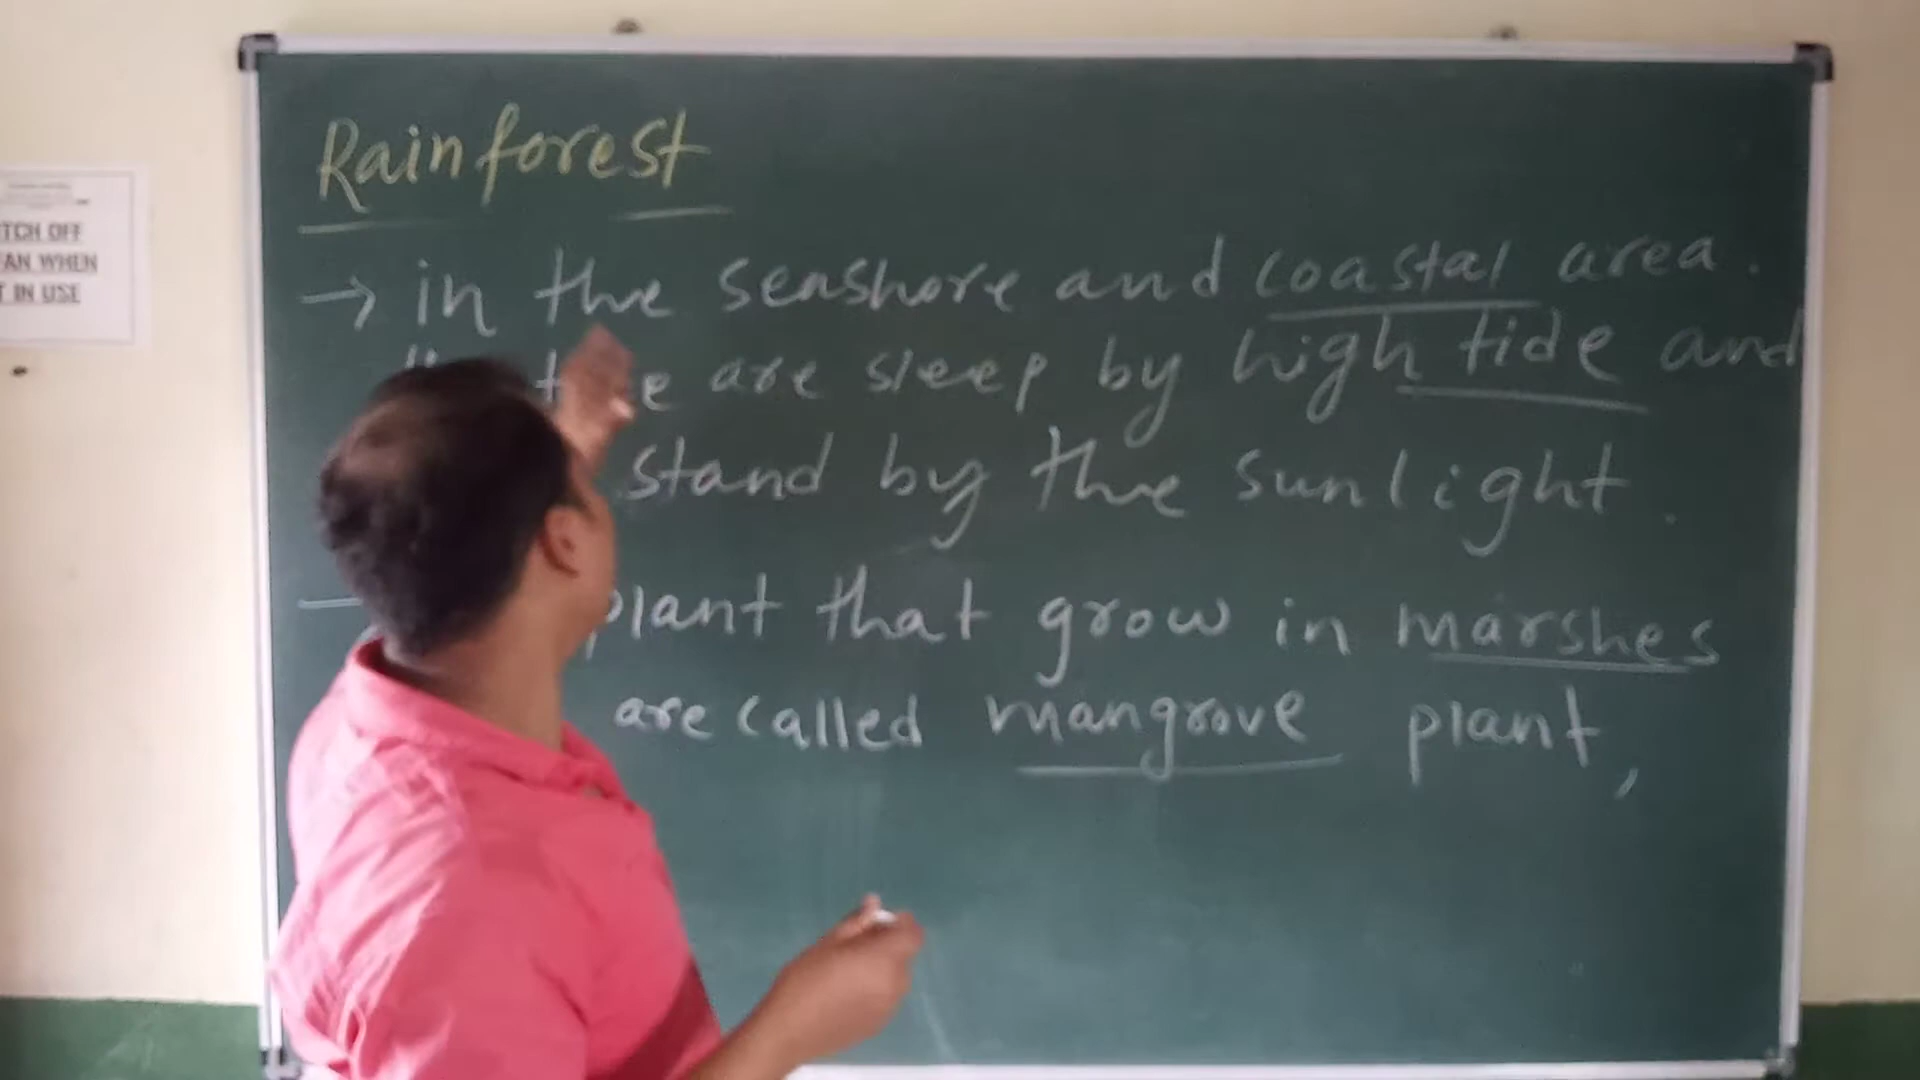 Rainforest
→ in the seashore and coastal area.
are sleep by high tide and
stand by the sunlight.
plant that grow in marshes
are called mangrove plant,
TCH OFF
AN WHEN
T IN USE